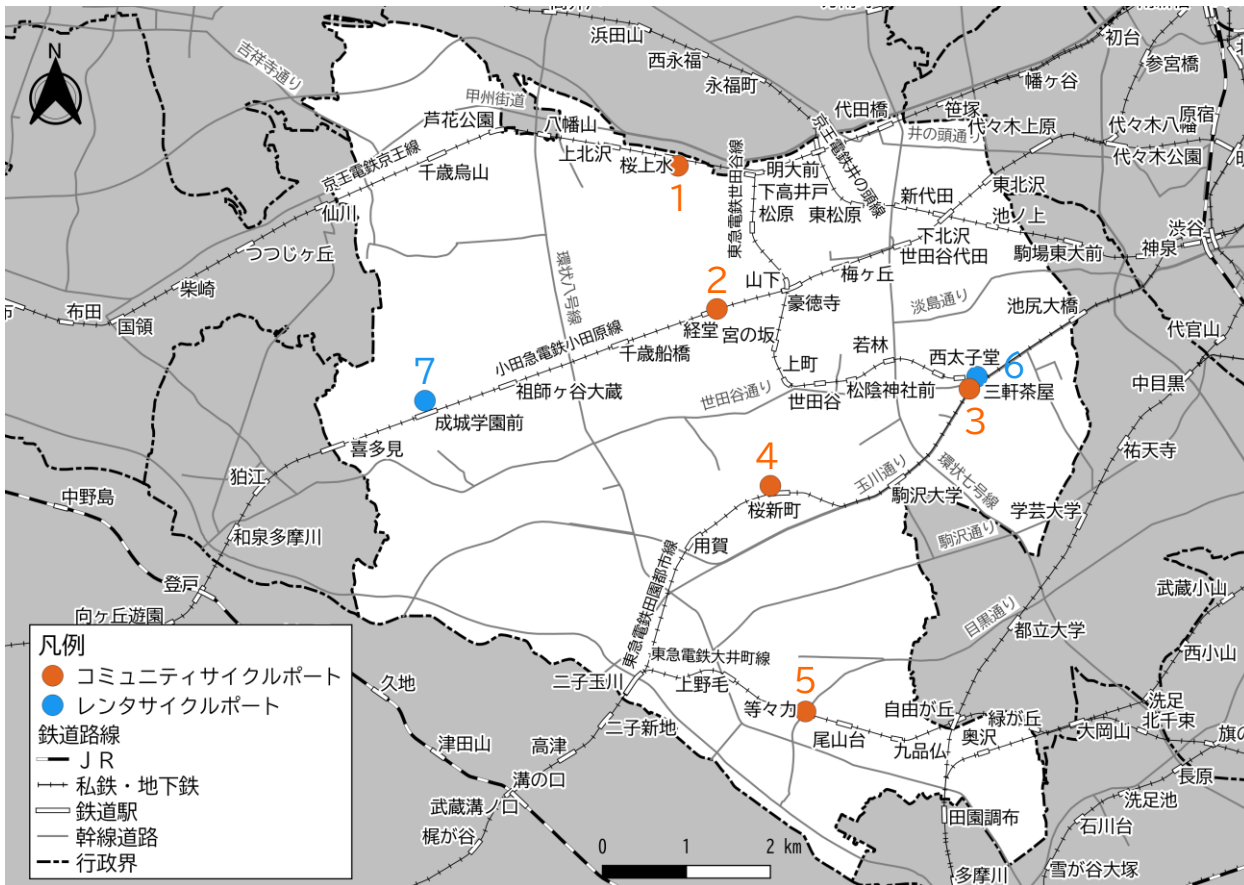 浜田山
西永福
永福町
初台
参宮橋
幡ヶ谷
原宿
吉祥寺通り
N
甲州街道
芦花公園
八幡山
上北沢
桜上水
1
代田橋
笹塚
井の頭通り
代々木上原
代々木八幡
代々木公園
明
京王電鉄京王線
千歳烏山
仙川
つつじヶ丘
柴崎
布田
国領
京王電鉄井の頭線
東急電鉄世田谷線
明大前
下高井戸
松原
東松原
新代田
東北沢
池ノ上
下北沢
世田谷代田
駒場東大前
神泉
渋谷
環状八号線
2
山下
梅ヶ丘
豪徳寺
淡島通り
池尻大橋
代官山
小田急電鉄小田原線
経堂
宮の坂
千歳船橋
祖師ヶ谷大蔵
7
成城学園前
喜多見
狛江
和泉多摩川
中野島
登戸
向ヶ丘遊園
上町
若林
西太子堂
6
三軒茶屋
3
世田谷通り
世田谷
松陰神社前
中目黒
祐天寺
4
桜新町
玉川通り
駒沢大学
環状七号線
学芸大学
駒沢通り
用賀
東急電鉄田園都市線
目黒通り
都立大学
武蔵小山
西小山
洗足
北千束
東急電鉄大井町線
二子玉川
上野毛
5
等々力
尾山台
自由が丘
九品仏
緑が丘
奥沢
大岡山
旗の
長原
洗足池
石川台
雪が谷大塚
田園調布
多摩川
二子新地
高津
溝の口
武蔵溝ノ口
梶が谷
津田山
久地
凡例
コミュニティサイクルポート
レンタサイクルポート
鉄道路線
ＪＲ
私鉄・地下鉄
鉄道駅
幹線道路
行政界
0 1 2 km